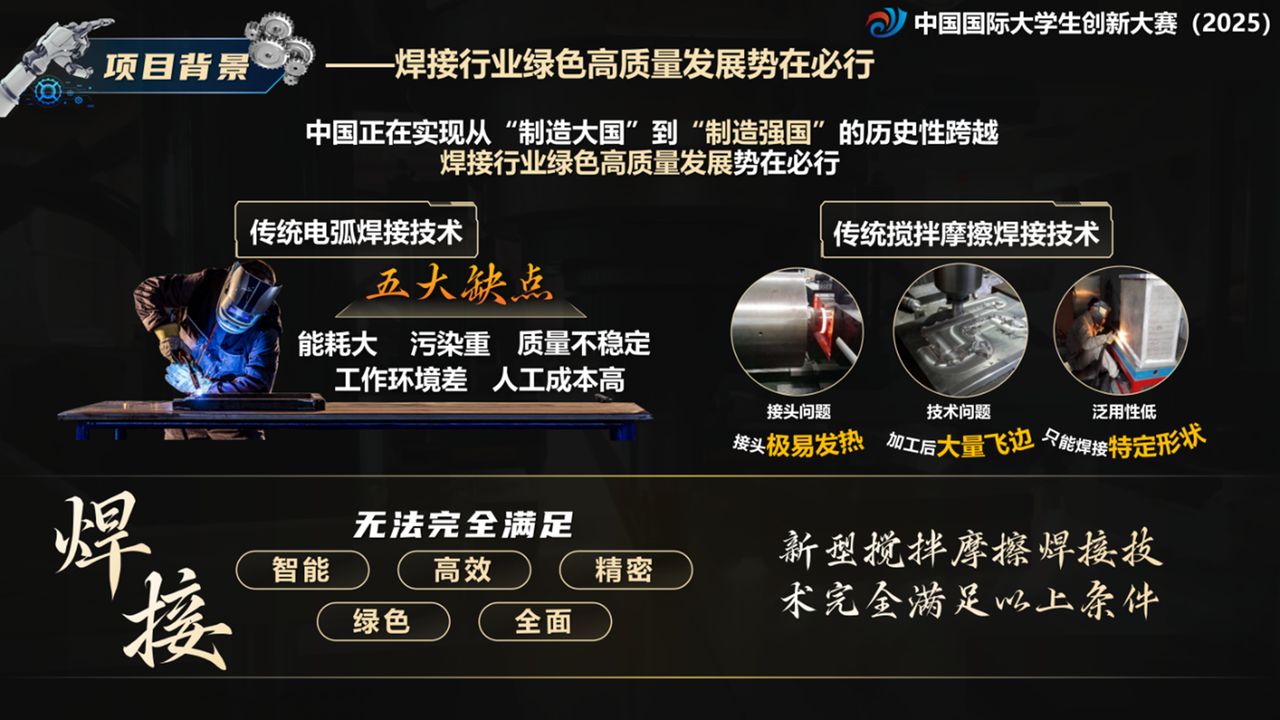 中国国际大学生创新大赛（2025）
项目背景
——焊接行业绿色高质量发展势在必行
中国正在实现从“制造大国”到“制造强国”的历史性跨越
焊接行业绿色高质量发展势在必行
传统电弧焊接技术
五大缺点
能耗大 污染重 质量不稳定
工作环境差 人工成本高
传统搅拌摩擦焊接技术
接头问题 技术问题 泛用性低
接头极易发热 加工后大量飞边 只能焊接特定形状
焊接
无法完全满足
智能 高效 精密
绿色 全面
新型搅拌摩擦焊接技
术完全满足以上条件